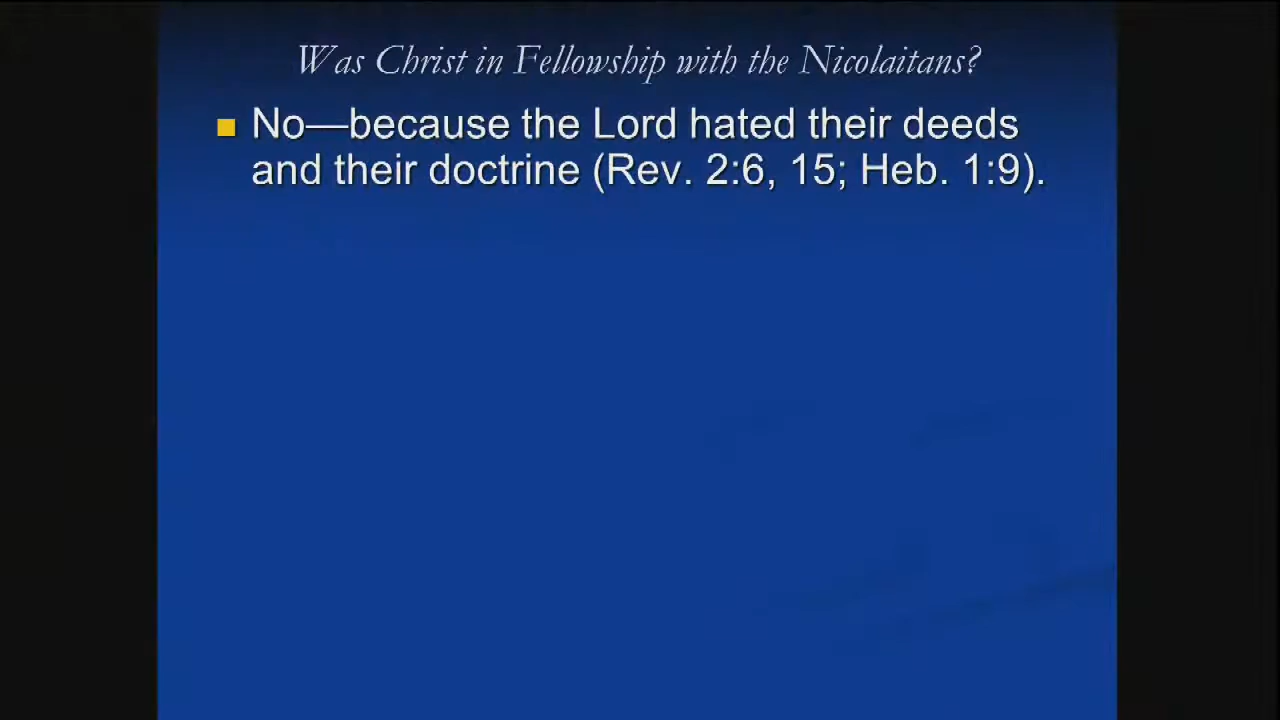 Was Christ in Fellowship with the Nicolaitans?
No—because the Lord hated their deeds
and their doctrine (Rev. 2:6, 15; Heb. 1:9).